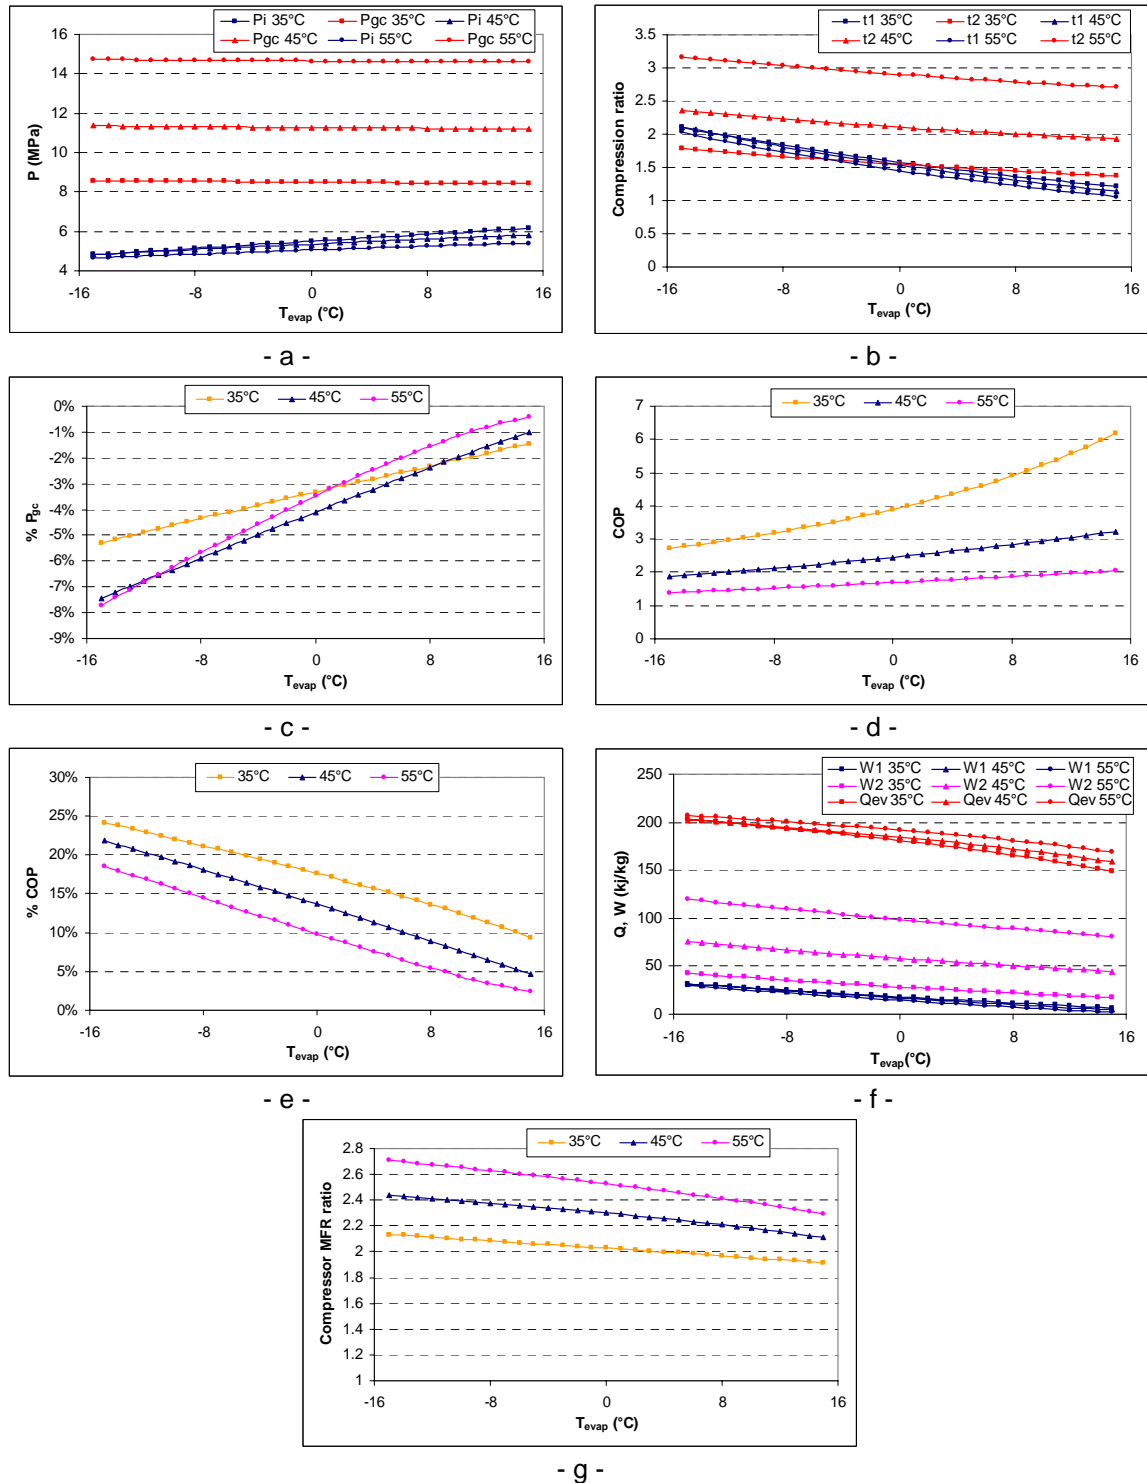 Pi 35°C Pgc 35°C Pi 45°C
Pgc 45°C Pi 55°C Pgc 55°C
16
14
12
10
8
6
4
P (MPa)
-16 -8 0 8 16
Tevap (°C)
- a -
t1 35°C t2 35°C t1 45°C
t2 45°C t1 55°C t2 55°C
3.5
3
2.5
2
1.5
1
0.5
0
Compression ratio
-16 -8 0 8 16
Tevap (°C)
- b -
35°C 45°C 55°C
0%
-1%
-2%
-3%
-4%
-5%
-6%
-7%
-8%
-9%
% Pgc
-16 -8 0 8 16
Tevap (°C)
- c -
35°C 45°C 55°C
7
6
5
4
3
2
1
0
COP
-16 -8 0 8 16
Tevap (°C)
- d -
35°C 45°C 55°C
30%
25%
20%
15%
10%
5%
0%
% COP
-16 -8 0 8 16
Tevap (°C)
- e -
W1 35°C W1 45°C W1 55°C
W2 35°C W2 45°C W2 55°C
Qev 35°C Qev 45°C Qev 55°C
250
200
150
100
50
0
Q, W (kj/kg)
-16 -8 0 8 16
Tevap(°C)
- f -
35°C 45°C 55°C
2.8
2.6
2.4
2.2
2
1.8
1.6
1.4
1.2
1
Compressor MFR ratio
-16 -8 0 8 16
Tevap (°C)
- g -